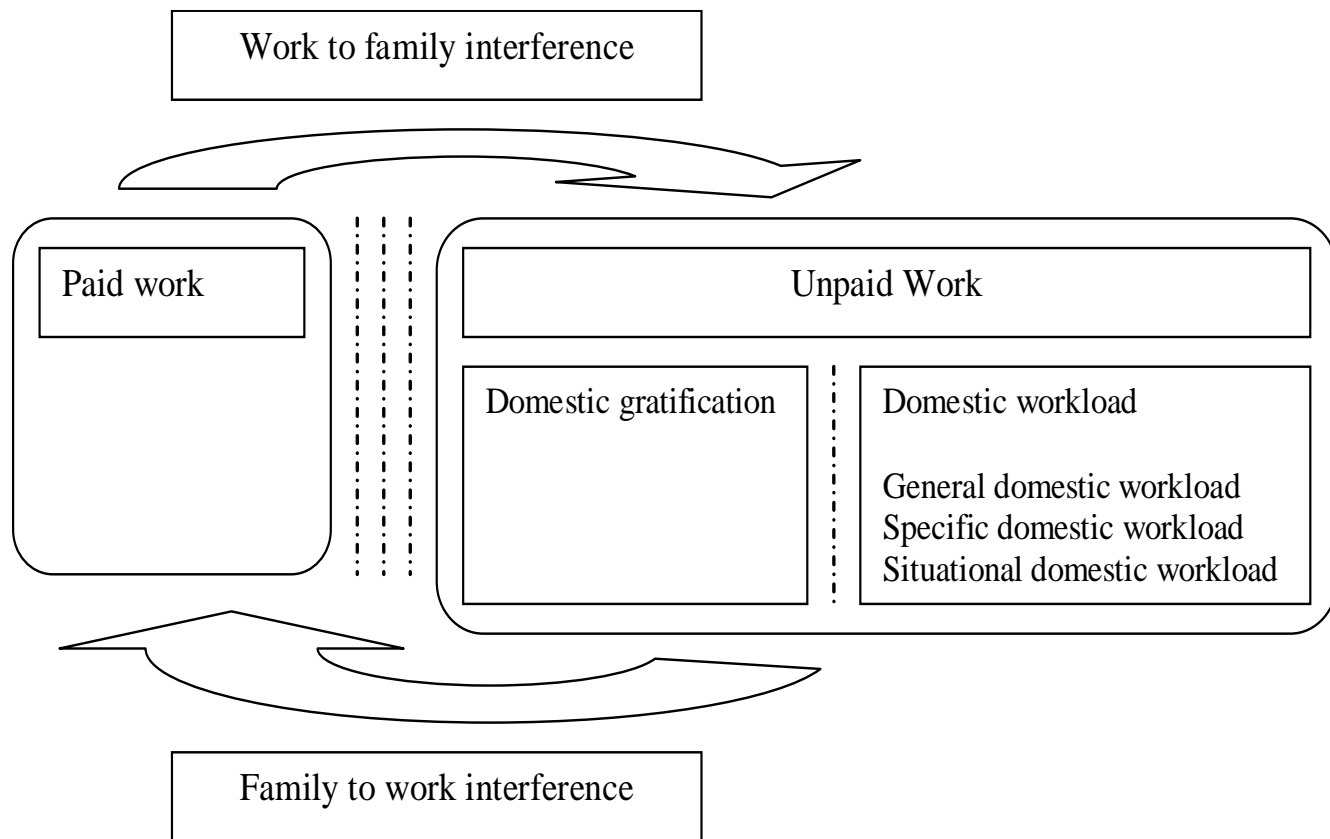 Work to family interference
Paid work
Unpaid Work
Domestic gratification
Domestic workload
General domestic workload
Specific domestic workload
Situational domestic workload
Family to work interference